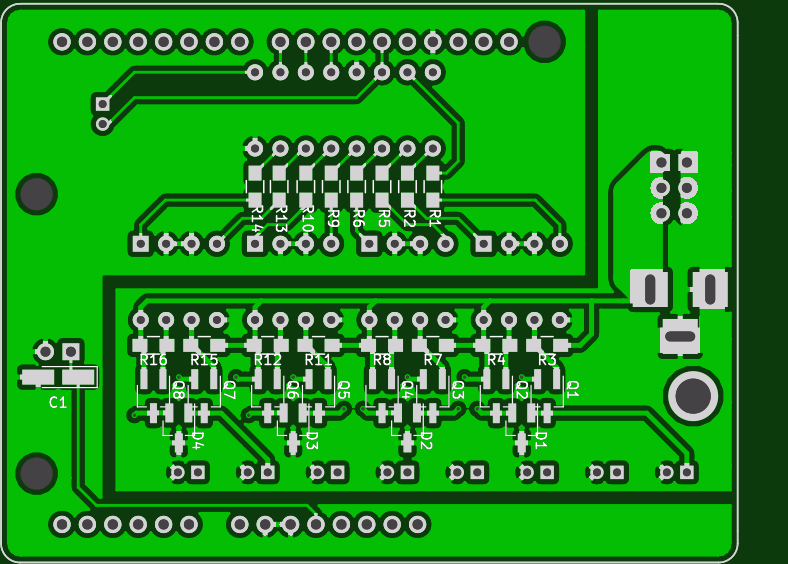 R14 R13 R10 R9 R6 R5 R2 R1
R16 R15 R12 R11 R8 R7 R4 R3
Q8 Q7 Q6 Q5 Q4 Q3 Q2 Q1
C1
D4 D3 D2 D1